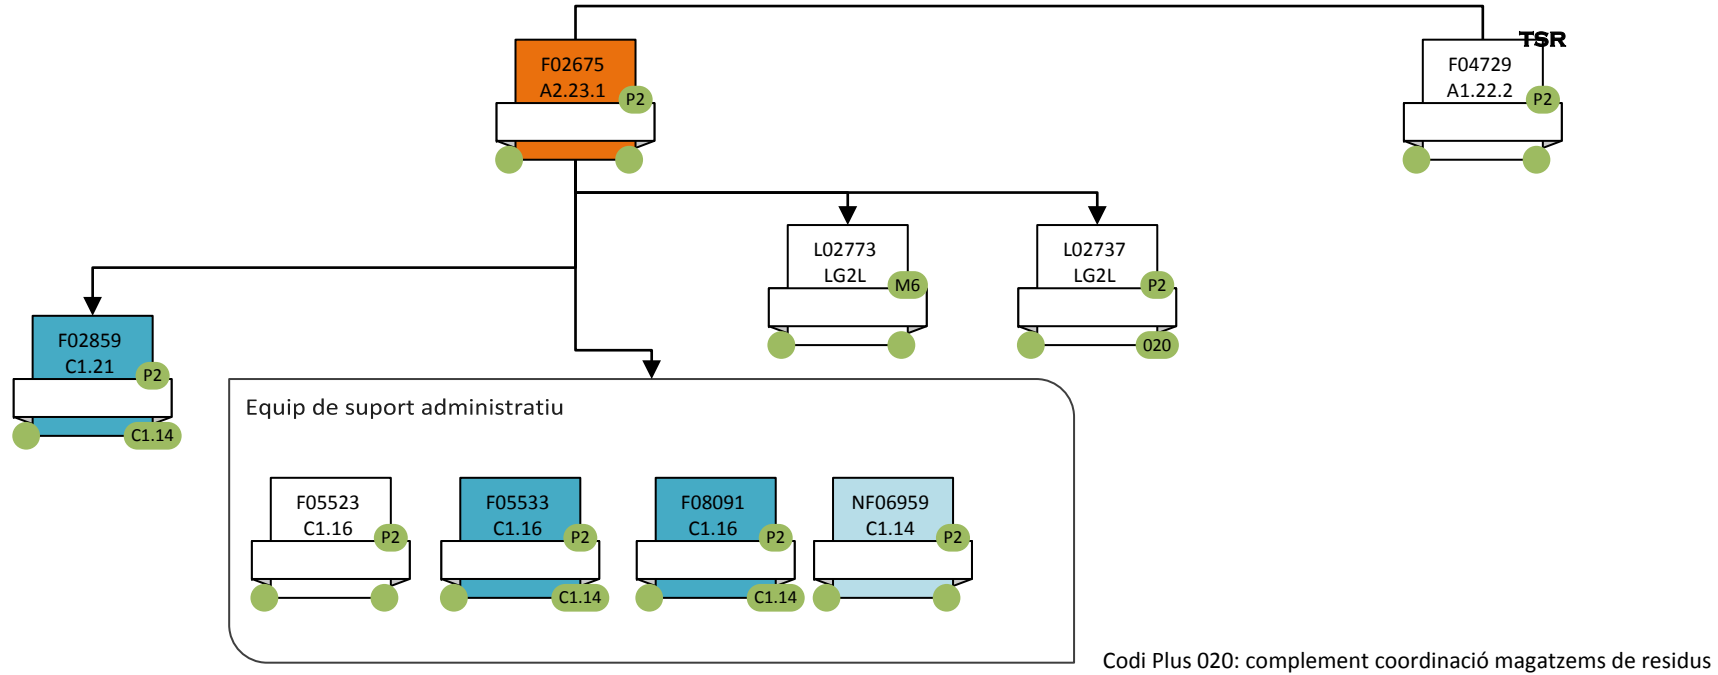 TSR
F02675
A2.23.1
P2
F04729
A1.22.2
P2
L02773
LG2L
M6
L02737
LG2L
P2
020
F02859
C1.21
P2
C1.14
Equip de suport administratiu
F05523
C1.16
P2
F05533
C1.16
P2
C1.14
F08091
C1.16
P2
C1.14
NF06959
C1.14
P2
Codi Plus 020: complement coordinació magatzems de residus